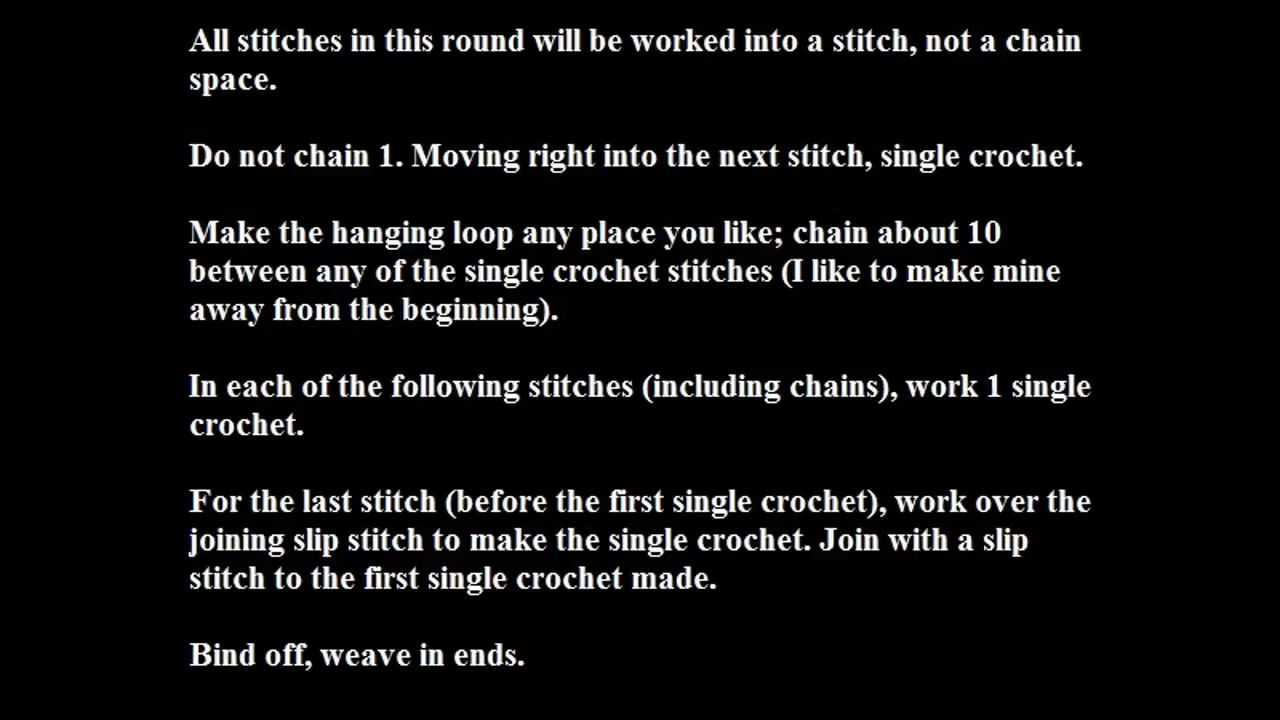 All stitches in this round will be worked into a stitch, not a chain
space.
Do not chain 1. Moving right into the next stitch, single crochet.
Make the hanging loop any place you like; chain about 10
between any of the single crochet stitches (I like to make mine
away from the beginning).
In each of the following stitches (including chains), work 1 single
crochet.
For the last stitch (before the first single crochet), work over the
joining slip stitch to make the single crochet. Join with a slip
stitch to the first single crochet made.
Bind off, weave in ends.